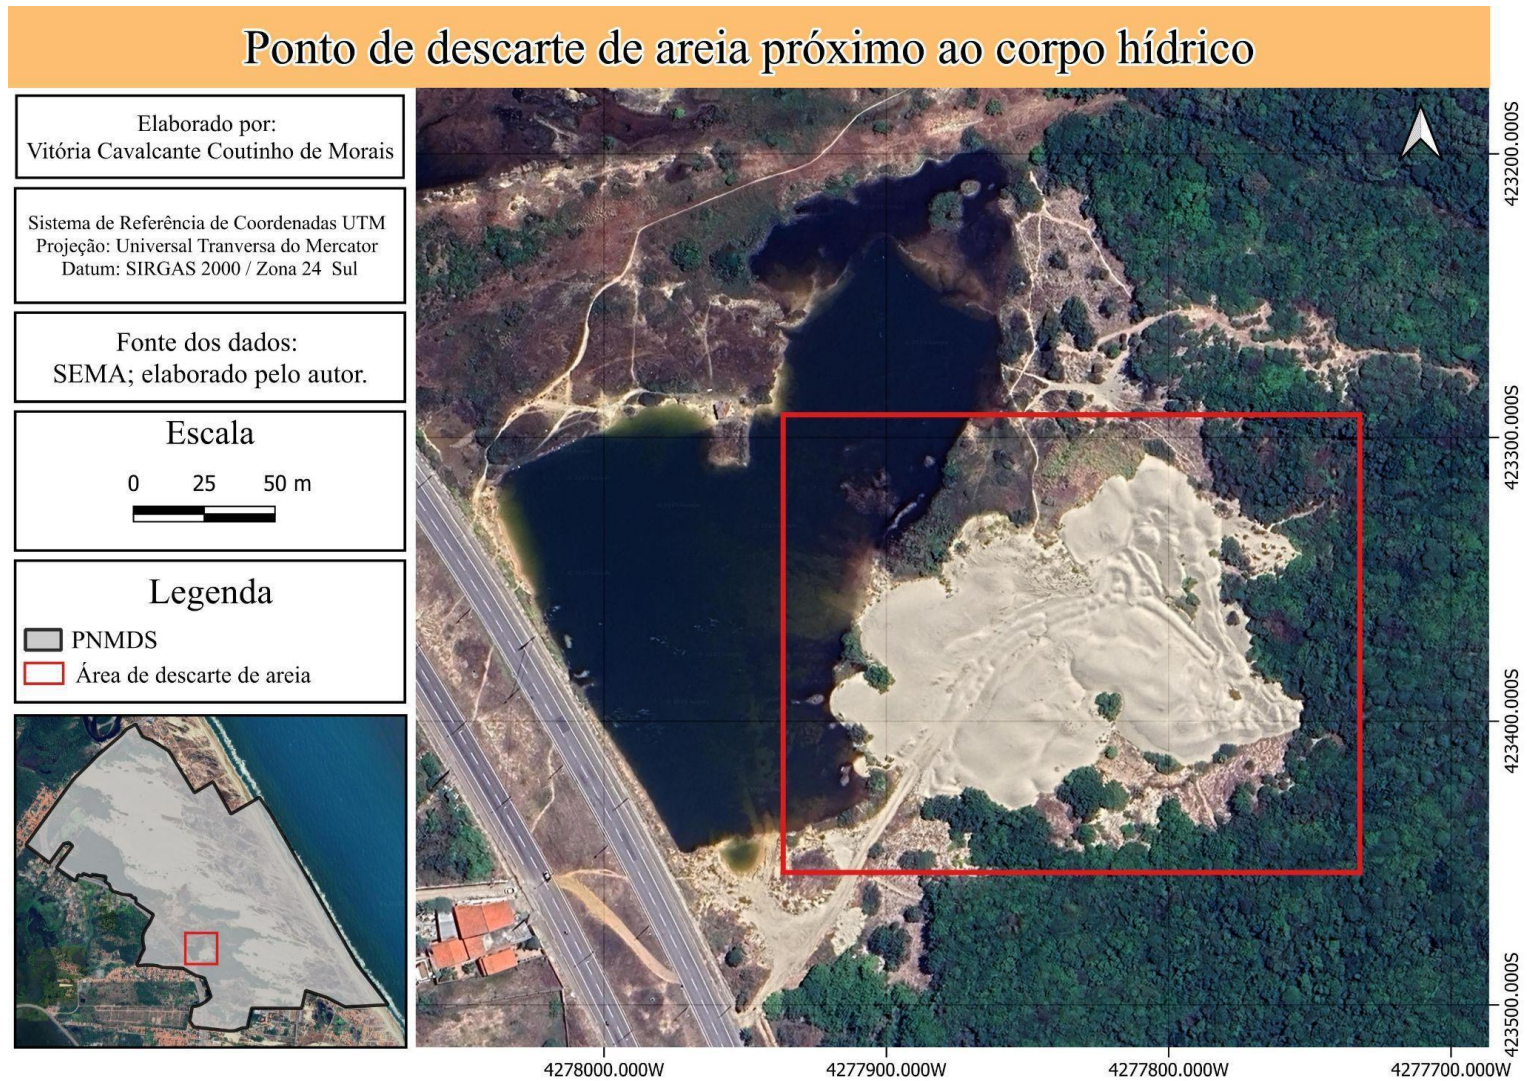 Ponto de descarte de areia próximo ao corpo hídrico
Elaborado por:
Vitória Cavalcante Coutinho de Morais
Sistema de Referência de Coordenadas UTM
Projeção: Universal Tranversa do Mercator
Datum: SIRGAS 2000 / Zona 24 Sul
Fonte dos dados:
SEMA; elaborado pelo autor.
Escala
0 25 50 m
Legenda
PNMDS
Área de descarte de areia
423200.000S
423300.000S
423400.000S
423500.000S
4278000.000W 4277900.000W 4277800.000W 4277700.000W